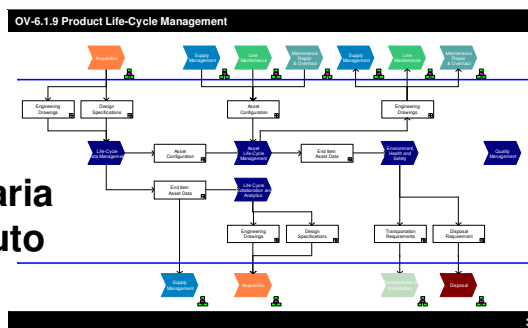 OV-6.1.9 Product Life-Cycle Management
Acquisition
Supply
Management
Line
Maintenance
Maintenance
Repair
& Overhaul
Supply
Management
Line
Maintenance
Maintenance
Repair
& Overhaul
Engineering
Drawings
Design
Specifications
Asset
Configuration
Engineering
Drawings
Life-Cycle
Data Management
Asset
Configuration
Asset
Life-Cycle
Management
End Item
Asset Data
Environment,
Health and
Safety
Quality
Management
End Item
Asset Data
Life-Cycle
Collaboration and
Analytics
aria
uto
Engineering
Drawings
Design
Specifications
Transportation
Requirements
Disposal
Requirement
Supply
Management
Acquisition
Disposal